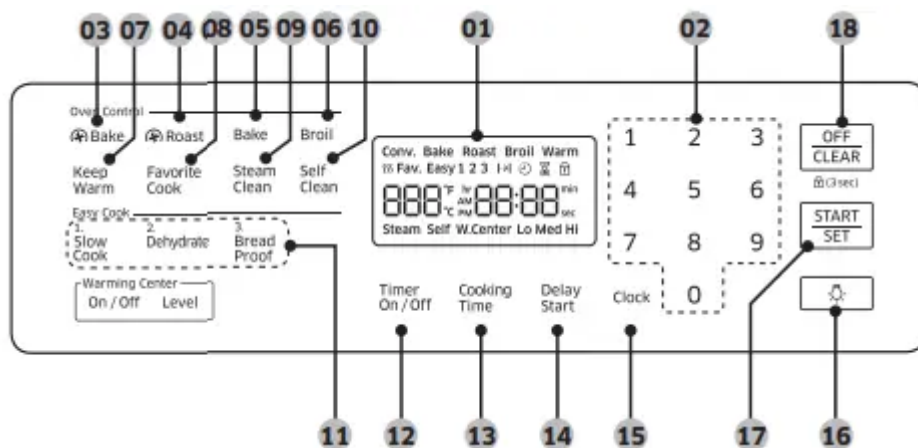 03 07 04 08 05 09 06 10 01 02 18
Oven Control
Bake Roast Bake Broil
Keep Warm Favorite Cook Steam Clean Self Clean
Easy Cook
1. Slow Cook 2. Dehydrate 3. Bread Proof
Warming Center
On / Off Level
Conv. Bake Roast Broil Warm
Fav. Easy 1 2 3
888 °F °C hr AM PM 88:88 min sec
Steam Self W.Center Lo Med Hi
Timer On / Off Cooking Time Delay Start Clock
1 2 3
4 5 6
7 8 9
0
OFF
CLEAR
(3 sec)
START
SET
11 12 13 14 15 17 16